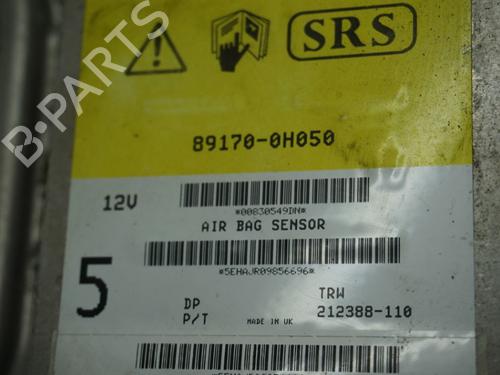 SRS
89170-0H050
12V
*00830549DN*
AIR BAG SENSOR
*5EHAJR09856696*
5
DP
TRW
P/T
MADE IN UK
212388-110
B-PARTS